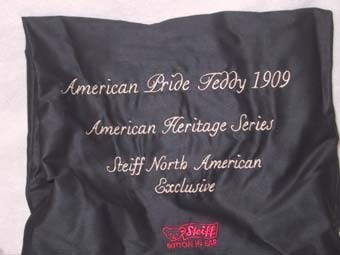 American Pride Teddy 1909
American Heritage Series
Steiff North American
Exclusive
Steiff
BUTTON IN EAR